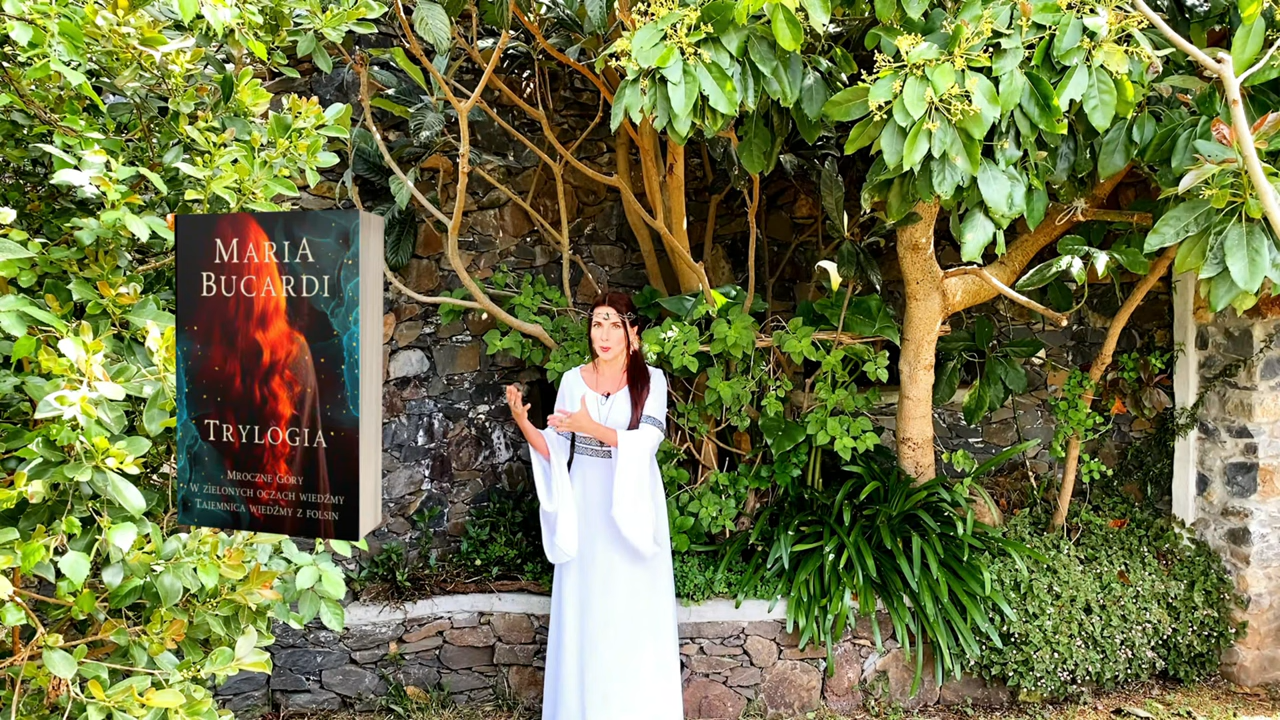 MARIA
BUCARDI
TRYLOGIA
MROCZNE GÓRY
W ZIELONYCH OCZACH WIEDŹMY
TAJEMNICA WIEDŹMY Z FOLSIN